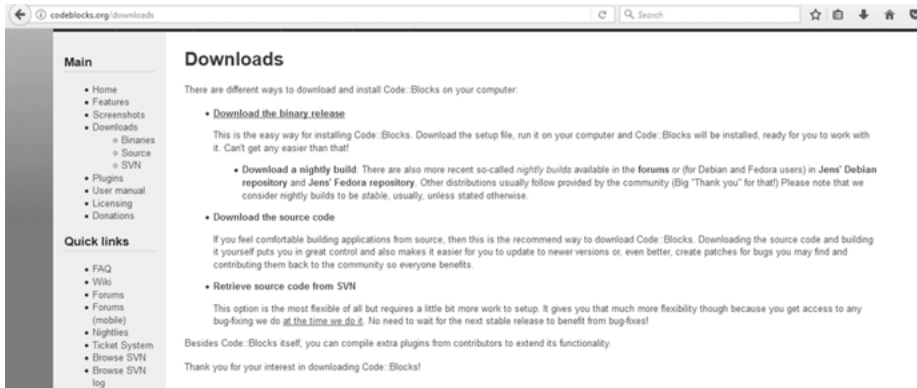 codeblocks.org/downloads
Search
Main
Home
Features
Screenshots
Downloads
Binaries
Source
SVN
Plugins
User manual
Licensing
Donations
Quick links
FAQ
Wiki
Forums
Forums
(mobile)
Nightlies
Ticket System
Browse SVN
Browse SVN
log
Downloads
There are different ways to download and install Code::Blocks on your computer:
Download the binary release
This is the easy way for installing Code::Blocks. Download the setup file, run it on your computer and Code::Blocks will be installed, ready for you to work with
it. Can't get any easier than that!
Download a nightly build: There are also more recent so-called nightly builds available in the forums or (for Debian and Fedora users) in Jens' Debian
repository and Jens' Fedora repository. Other distributions usually follow provided by the community (Big "Thank you" for that!) Please note that we
consider nightly builds to be stable, usually, unless stated otherwise.
Download the source code
If you feel comfortable building applications from source, then this is the recommend way to download Code::Blocks. Downloading the source code and building
it yourself puts you in great control and also makes it easier for you to update to newer versions or, even better, create patches for bugs you may find and
contributing them back to the community so everyone benefits.
Retrieve source code from SVN
This option is the most flexible of all but requires a little bit more work to setup. It gives you that much more flexibility though because you get access to any
bug-fixing we do at the time we do it. No need to wait for the next stable release to benefit from bug-fixes!
Besides Code::Blocks itself, you can compile extra plugins from contributors to extend its functionality.
Thank you for your interest in downloading Code::Blocks!